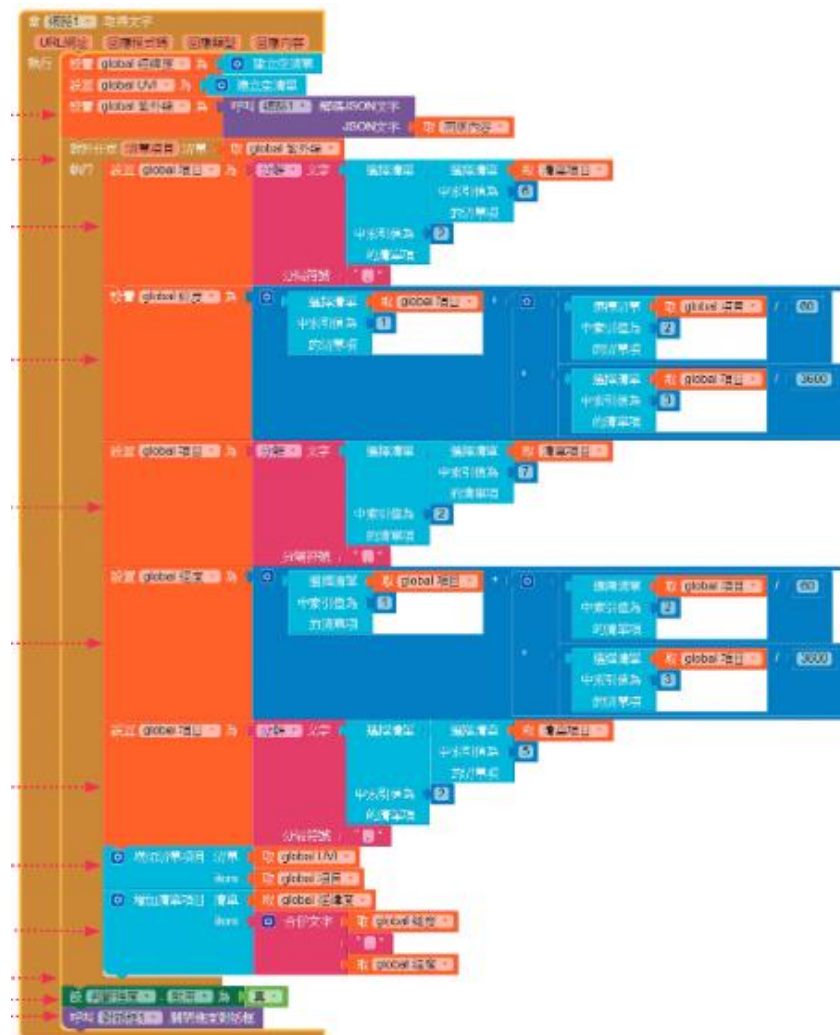 當 網路1 取得文字
URL網址 回應程式碼 回應類型 回應內容
執行 設置 global 經緯度 為 建立空清單
設置 global UVI 為 建立空清單
設置 global 紫外線 為 呼叫 網路1 解碼JSON文字
JSON文字 取 回應內容
對於任意 清單項目 清單 取 global 紫外線
執行 設置 global 項目 為 分解 文字 選擇清單 選擇清單 取 清單項目
中索引值為 6
的清單項
中索引值為 2
的清單項
分隔符號
設置 global 緯度 為 選擇清單 取 global 項目 + 選擇清單 取 global 項目 / 60
中索引值為 1 中索引值為 2
的清單項 的清單項
+ 選擇清單 取 global 項目 / 3600
中索引值為 3
的清單項
設置 global 項目 為 分解 文字 選擇清單 選擇清單 取 清單項目
中索引值為 7
的清單項
中索引值為 2
的清單項
分隔符號
設置 global 經度 為 選擇清單 取 global 項目 + 選擇清單 取 global 項目 / 60
中索引值為 1 中索引值為 2
的清單項 的清單項
+ 選擇清單 取 global 項目 / 3600
中索引值為 3
的清單項
設置 global 項目 為 分解 文字 選擇清單 選擇清單 取 清單項目
中索引值為 5
的清單項
中索引值為 2
的清單項
分隔符號
增加清單項目 清單 取 global UVI
item 取 global 項目
增加清單項目 清單 取 global 經緯度
item 合併文字 取 global 緯度
取 global 經度
設 啟用 為 真
呼叫 對話框1 關閉進度對話框